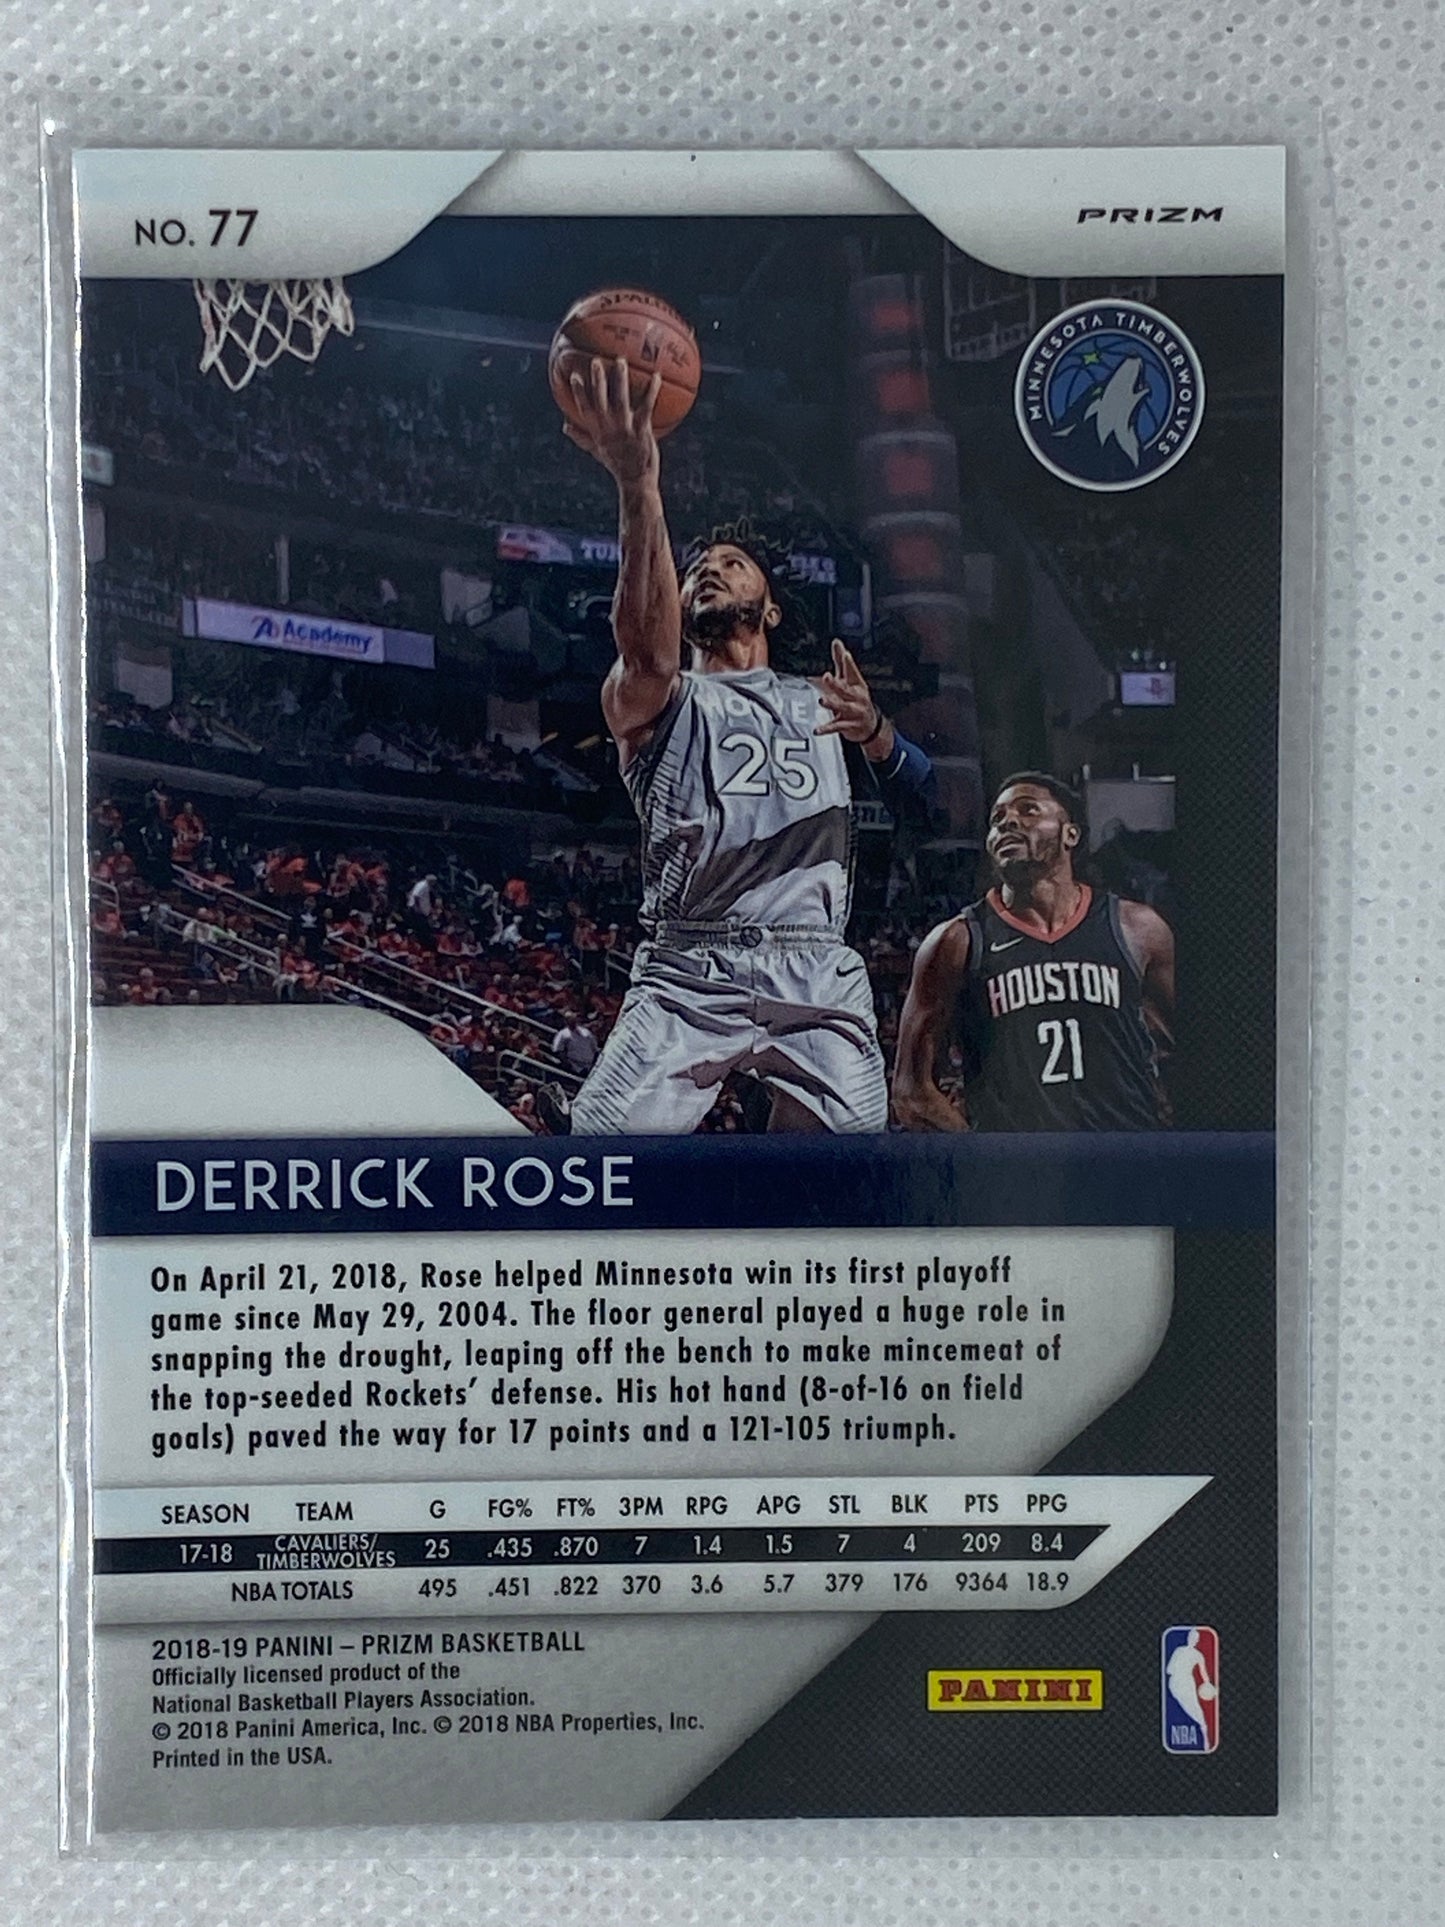 NO. 77
PRIZM
SPALDING
MINNESOTA TIMBERWOLVES
Academy
25
HOUSTON
21
DERRICK ROSE
On April 21, 2018, Rose helped Minnesota win its first playoff
game since May 29, 2004. The floor general played a huge role in
snapping the drought, leaping off the bench to make mincemeat of
the top-seeded Rockets’ defense. His hot hand (8-of-16 on field
goals) paved the way for 17 points and a 121-105 triumph.
SEASON TEAM G FG% FT% 3PM RPG APG STL BLK PTS PPG
17-18 CAVALIERS/ TIMBERWOLVES 25 .435 .870 7 1.4 1.5 7 4 209 8.4
NBA TOTALS 495 .451 .822 370 3.6 5.7 379 176 9364 18.9
2018-19 PANINI – PRIZM BASKETBALL
Officially licensed product of the
National Basketball Players Association.
© 2018 Panini America, Inc. © 2018 NBA Properties, Inc.
Printed in the USA.
PANINI
NBA